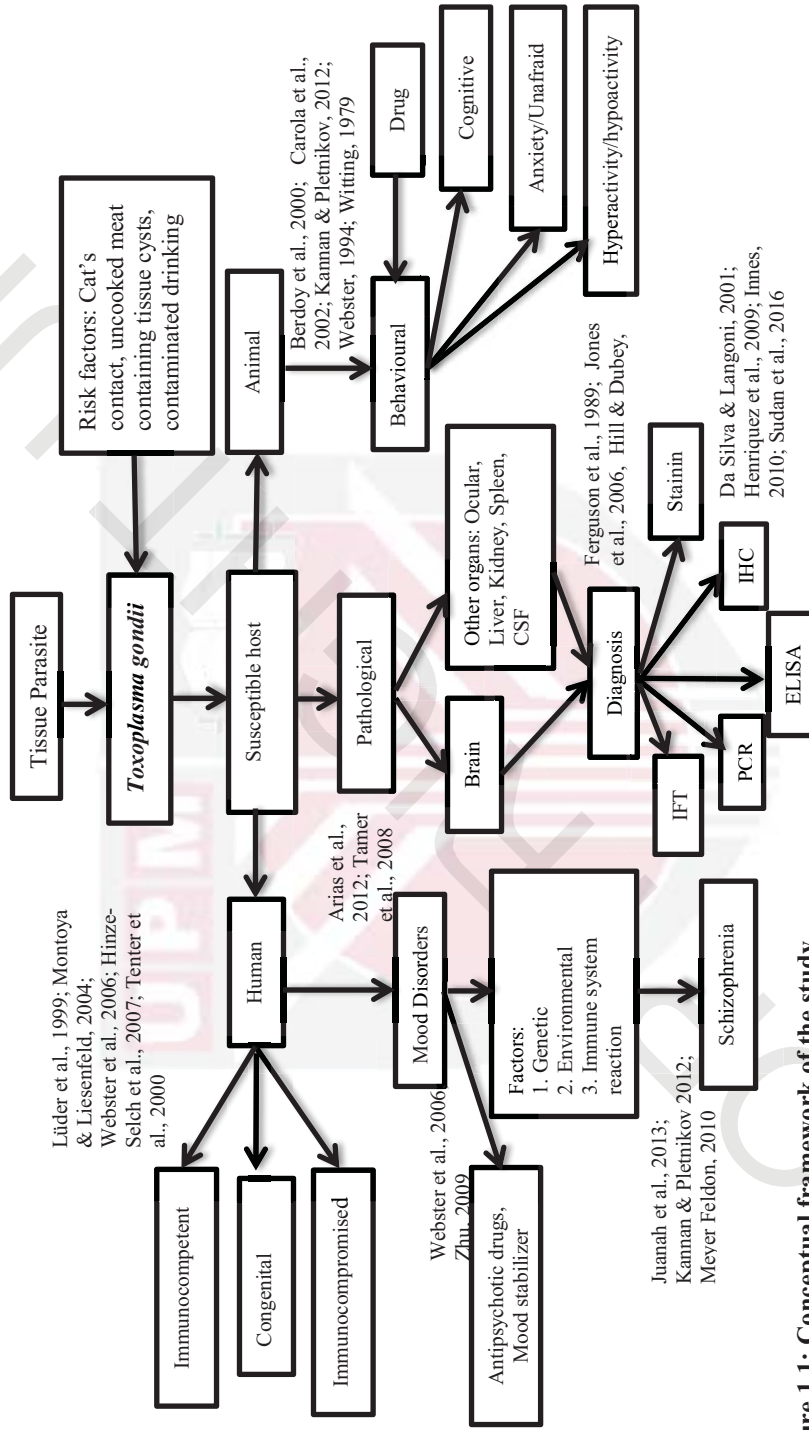 Tissue Parasite
Risk factors: Cat's
contact, uncooked meat
containing tissue cysts,
contaminated drinking
Toxoplasma gondii
Lüder et al., 1999; Montoya
& Liesenfeld, 2004;
Webster et al., 2006; Hinze-
Selch et al., 2007; Tenter et
al., 2000
Immunocompetent
Congenital
Immunocompromised
Human
Susceptible host
Animal
Arias et al.,
2012; Tamer
et al., 2008
Pathological
Berdoy et al., 2000; Carola et al.,
2002; Kannan & Pletnikov, 2012;
Webster, 1994; Witting, 1979
Webster et al., 2006
Zhu, 2009
Mood Disorders
Brain
Other organs: Ocular,
Liver, Kidney, Spleen,
CSF
Behavioural
Drug
Cognitive
Anxiety/Unafraid
Hyperactivity/hypoactivity
Antipsychotic drugs,
Mood stabilizer
Factors:
1. Genetic
2. Environmental
3. Immune system
reaction
Diagnosis
Ferguson et al., 1989; Jones
et al., 2006, Hill & Dubey,
IFT
PCR
ELISA
IHC
Stainin
Da Silva & Langoni, 2001;
Henriquez et al., 2009; Innes,
2010; Sudan et al., 2016
Juanah et al., 2013;
Kannan & Pletnikov 2012;
Meyer Feldon, 2010
Schizophrenia
ure 1.1: Conceptual framework of the study
UPM